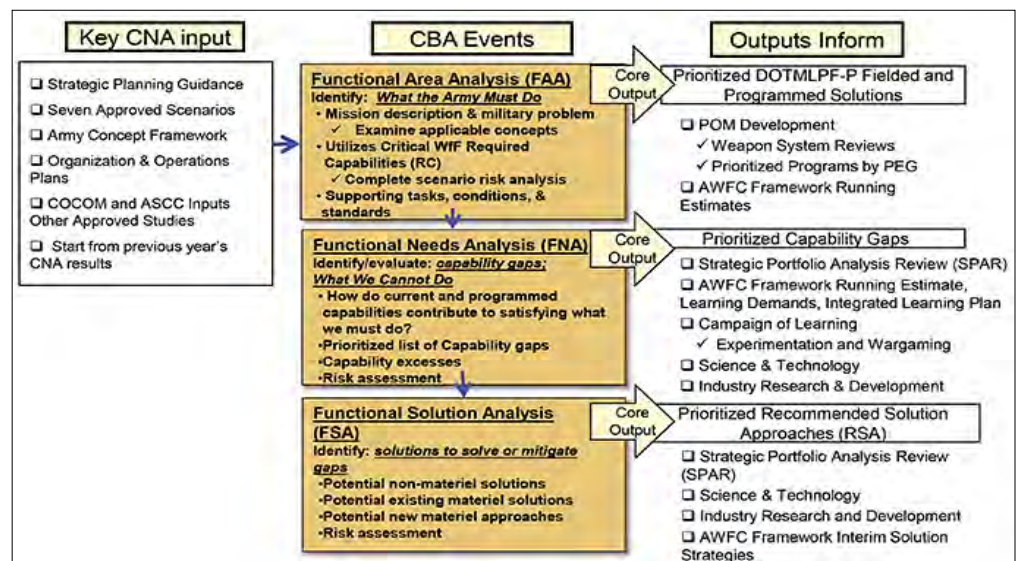 Key CNA input
❑ Strategic Planning Guidance
❑ Seven Approved Scenarios
❑ Army Concept Framework
❑ Organization & Operations
Plans
❑ COCOM and ASCC Inputs
Other Approved Studies
❑ Start from previous year's
CNA results
CBA Events
Functional Area Analysis (FAA)
Identify: What the Army Must Do
• Mission description & military problem
✓ Examine applicable concepts
• Utilizes Critical WfF Required
Capabilities (RC)
✓ Complete scenario risk analysis
• Supporting tasks, conditions, &
standards
Functional Needs Analysis (FNA)
Identify/evaluate: capability gaps;
What We Cannot Do
• How do current and programmed
capabilities contribute to satisfying what
we must do?
•Prioritized list of Capability gaps
•Capability excesses
•Risk assessment
Functional Solution Analysis
(FSA)
Identify: solutions to solve or mitigate
gaps
•Potential non-materiel solutions
•Potential existing materiel solutions
•Potential new materiel approaches
•Risk assessment
Outputs Inform
Core
Output
Prioritized DOTMLPF-P Fielded and
Programmed Solutions
❑ POM Development
✓ Weapon System Reviews
✓ Prioritized Programs by PEG
❑ AWFC Framework Running
Estimates
Core
Output
Prioritized Capability Gaps
❑ Strategic Portfolio Analysis Review (SPAR)
❑ AWFC Framework Running Estimate,
Learning Demands, Integrated Learning Plan
❑ Campaign of Learning
✓ Experimentation and Wargaming
❑ Science & Technology
❑ Industry Research & Development
Core
Output
Prioritized Recommended Solution
Approaches (RSA)
❑ Strategic Portfolio Analysis Review
(SPAR)
❑ Science & Technology
❑ Industry Research and Development
❑ AWFC Framework Interim Solution
Strategies